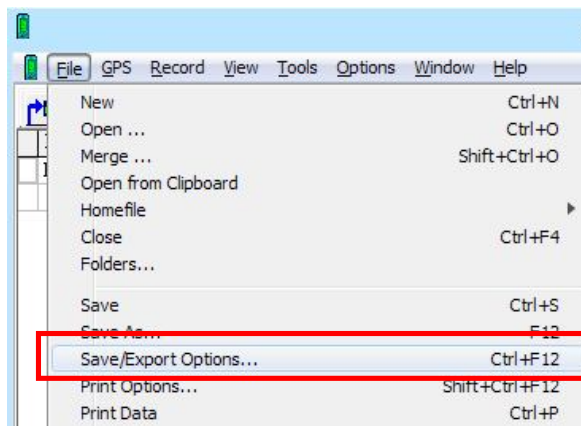 File GPS Record View Tools Options Window Help
New Ctrl+N
Open ... Ctrl+O
Merge ... Shift+Ctrl+O
Open from Clipboard
Homefile
Close Ctrl+F4
Folders...
Save Ctrl+S
Save As... F12
Save/Export Options... Ctrl+F12
Print Options... Shift+Ctrl+F12
Print Data Ctrl+P